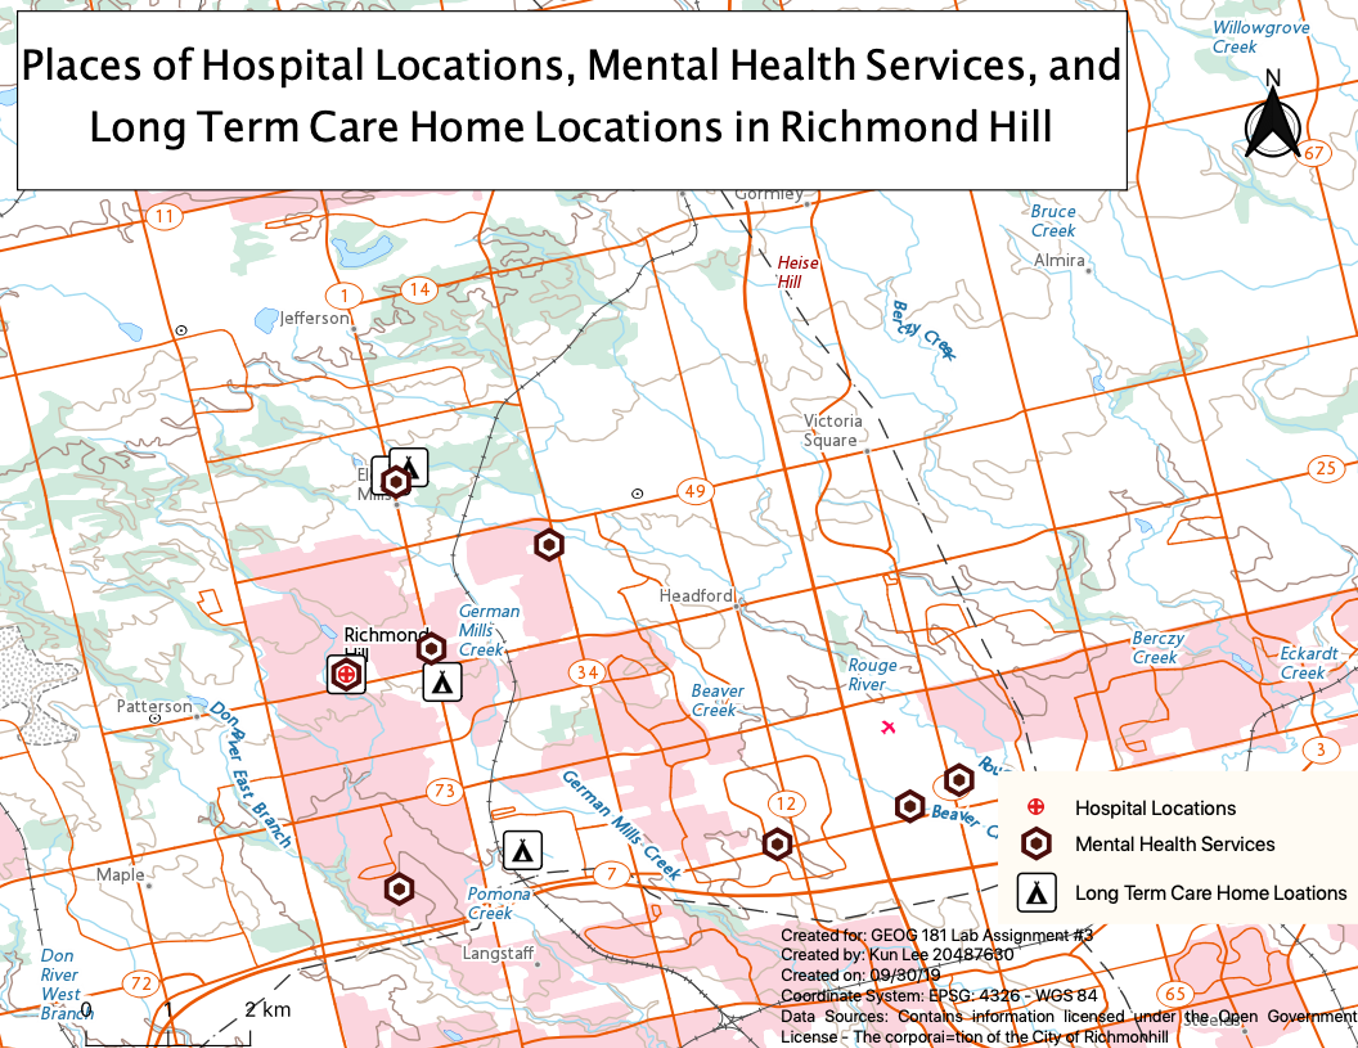 Places of Hospital Locations, Mental Health Services, and
Long Term Care Home Locations in Richmond Hill
Willowgrove
Creek
N
67
Gormley
11
Bruce
Creek
Almira
Heise
Hill
14
1
Jefferson
Berczy Creek
Victoria
Square
25
49
Mills
Headford
German
Mills
Creek
Richmond
Hill
Berczy
Creek
Eckardt
Creek
Rouge
River
34
Beaver
Creek
Patterson
Don River East Branch
3
73
12
German Mills Creek
Beaver
7
Maple
Pomona
Creek
Langstaff
Don
River
West
Branch
72
65
Steeles
0 1 2 km
Hospital Locations
Mental Health Services
Long Term Care Home Loations
Created for: GEOG 181 Lab Assignment #3
Created by: Kun Lee 20487630
Created on: 09/30/19
Coordinate System: EPSG: 4326 - WGS 84
Data Sources: Contains information licensed under the Open Government
License - The corporai=tion of the City of Richmonhill